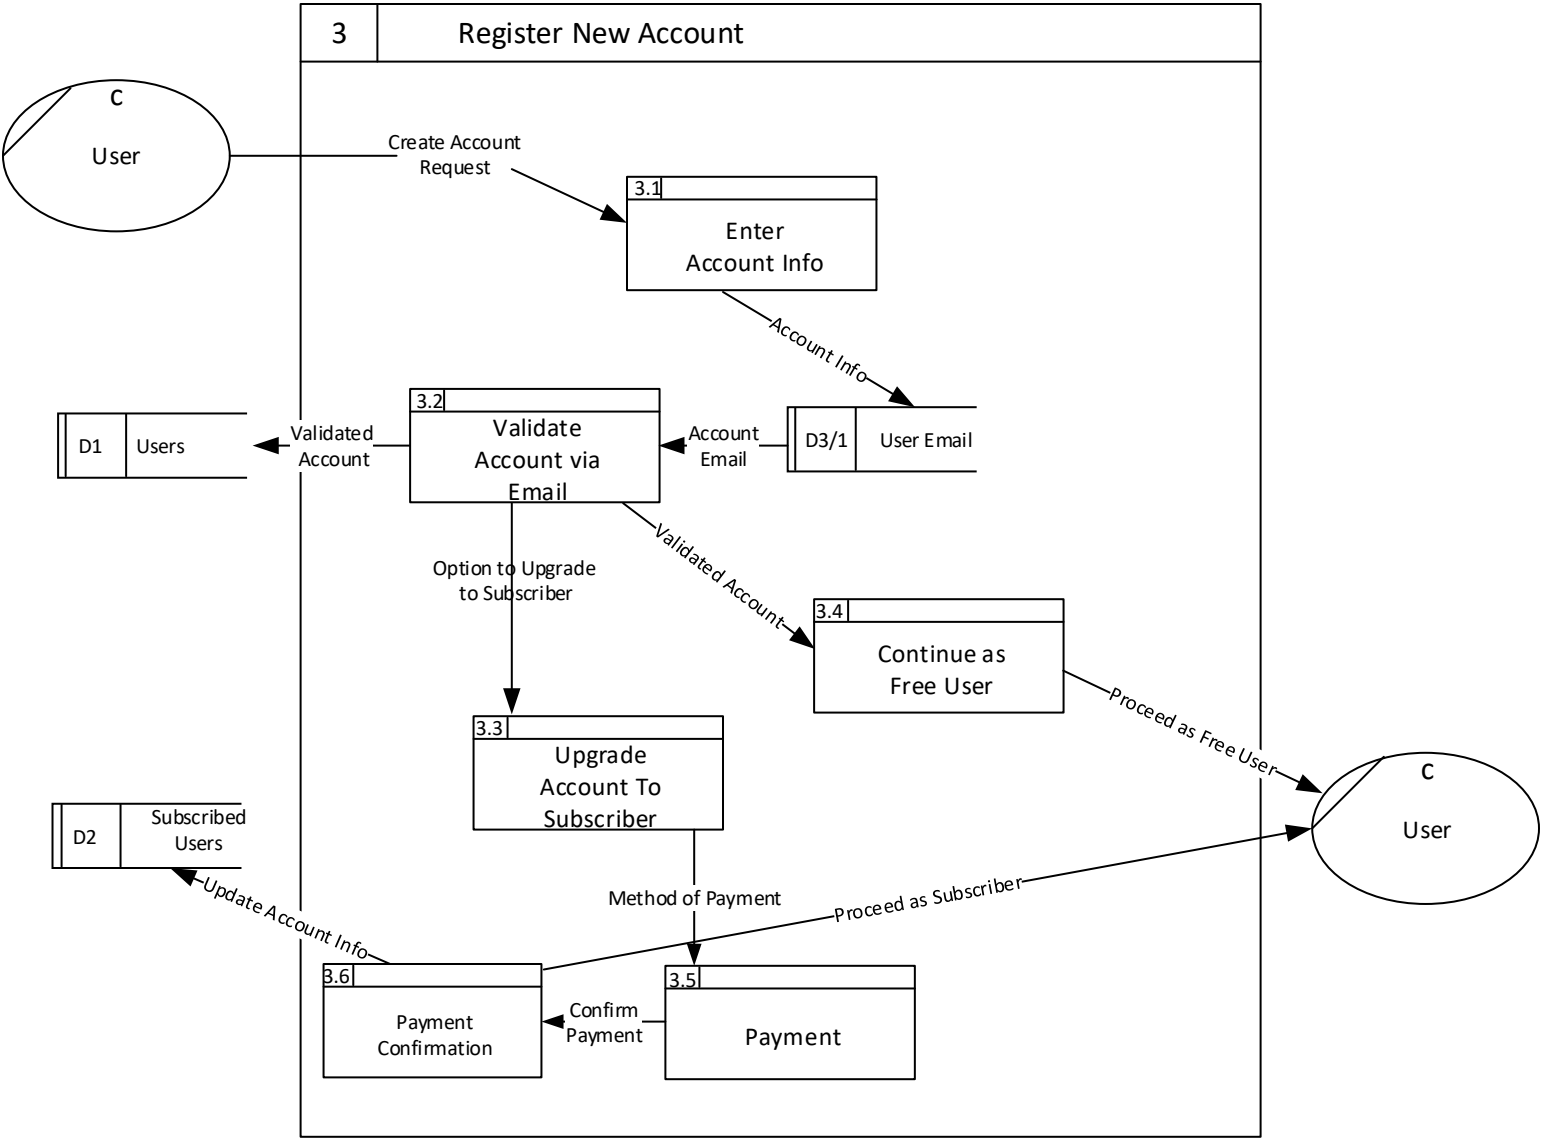 3
Register New Account
C
User
Create Account
Request
3.1
Enter
Account Info
Account Info
D1
Users
Validated
Account
3.2
Validate
Account via
Email
Account
Email
D3/1
User Email
Option to Upgrade
to Subscriber
Validated Account
3.4
Continue as
Free User
Proceed as Free User
3.3
Upgrade
Account To
Subscriber
C
User
D2
Subscribed
Users
Update Account Info
Method of Payment
Proceed as Subscriber
3.6
Payment
Confirmation
Confirm
Payment
3.5
Payment